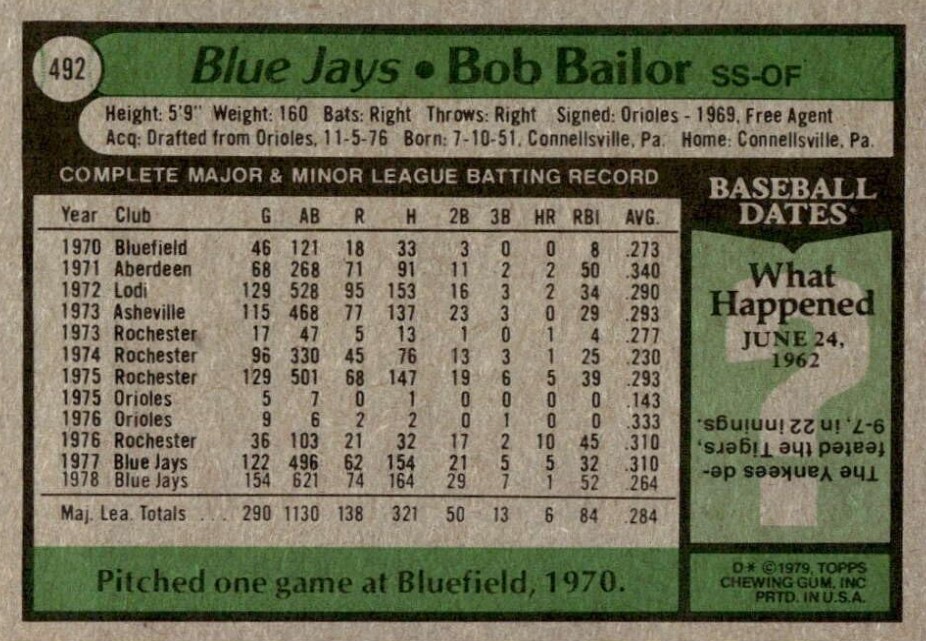 492
Blue Jays • Bob Bailor SS-OF
Height: 5'9" Weight: 160 Bats: Right Throws: Right Signed: Orioles - 1969, Free Agent
Acq: Drafted from Orioles, 11-5-76 Born: 7-10-51, Connellsville, Pa. Home: Connellsville, Pa.
COMPLETE MAJOR & MINOR LEAGUE BATTING RECORD
Year Club G AB R H 2B 3B HR RBI AVG.
1970 Bluefield 46 121 18 33 3 0 0 8 .273
1971 Aberdeen 68 268 71 91 11 2 2 50 .340
1972 Lodi 129 528 95 153 16 3 2 34 .290
1973 Asheville 115 468 77 137 23 3 0 29 .293
1973 Rochester 17 47 5 13 1 0 1 4 .277
1974 Rochester 96 330 45 76 13 3 1 25 .230
1975 Rochester 129 501 68 147 19 6 5 39 .293
1975 Orioles 5 7 0 1 0 0 0 0 .143
1976 Orioles 9 6 2 2 0 1 0 0 .333
1976 Rochester 36 103 21 32 17 2 10 45 .310
1977 Blue Jays 122 496 62 154 21 5 5 32 .310
1978 Blue Jays 154 621 74 164 29 7 1 52 .264
Maj. Lea. Totals ... 290 1130 138 321 50 13 6 84 .284
Pitched one game at Bluefield, 1970.
BASEBALL
DATES
What
Happened
JUNE 24,
1962
The Yankees de-
feated the Tigers,
9-7, in 22 innings.
D* ©1979, TOPPS
CHEWING GUM, INC
PRTD. IN U.S.A.